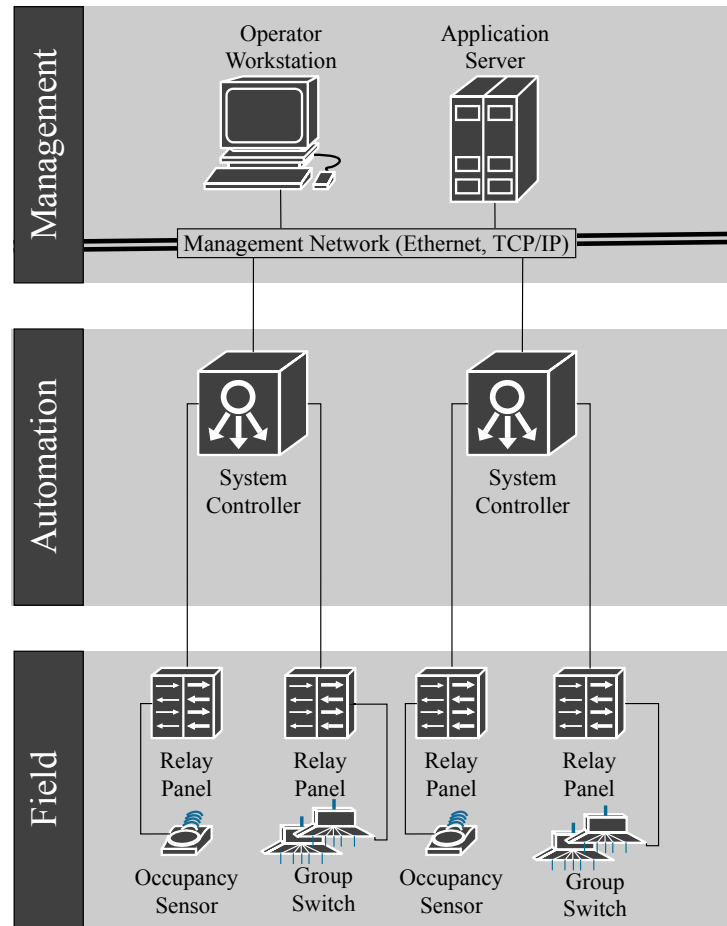 Management
Operator
Workstation
Application
Server
Management Network (Ethernet, TCP/IP)
Automation
System
Controller
System
Controller
Field
Relay
Panel
Relay
Panel
Relay
Panel
Relay
Panel
Occupancy
Sensor
Group
Switch
Occupancy
Sensor
Group
Switch